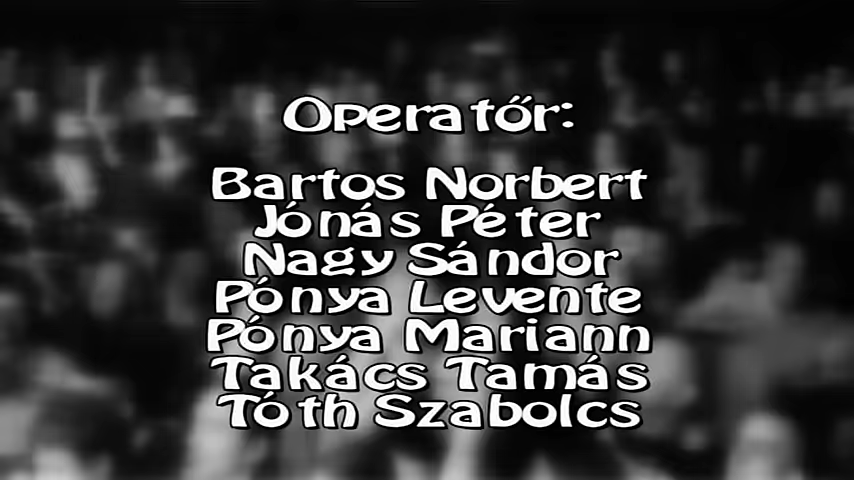 Operatőr:
Bartos Norbert
Jónás Péter
Nagy Sándor
Pónya Levente
Pónya Mariann
Takács Tamás
Tóth Szabolcs